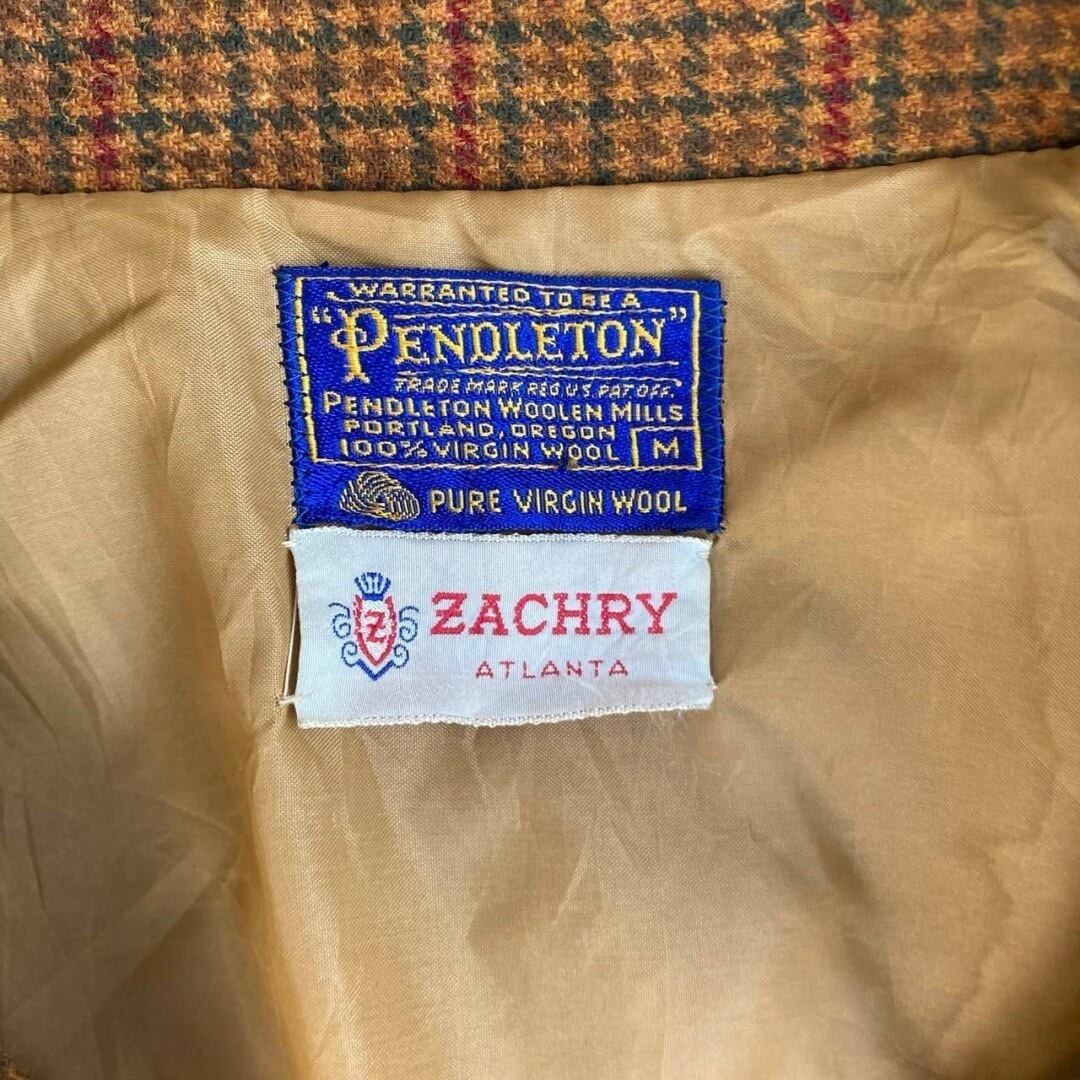 WARRANTED TO BE A
"PENDLETON"
TRADE MARK REG U.S. PAT OFF.
PENDLETON WOOLEN MILLS
PORTLAND, OREGON
100% VIRGIN WOOL M
PURE VIRGIN WOOL
Z ZACHRY
ATLANTA